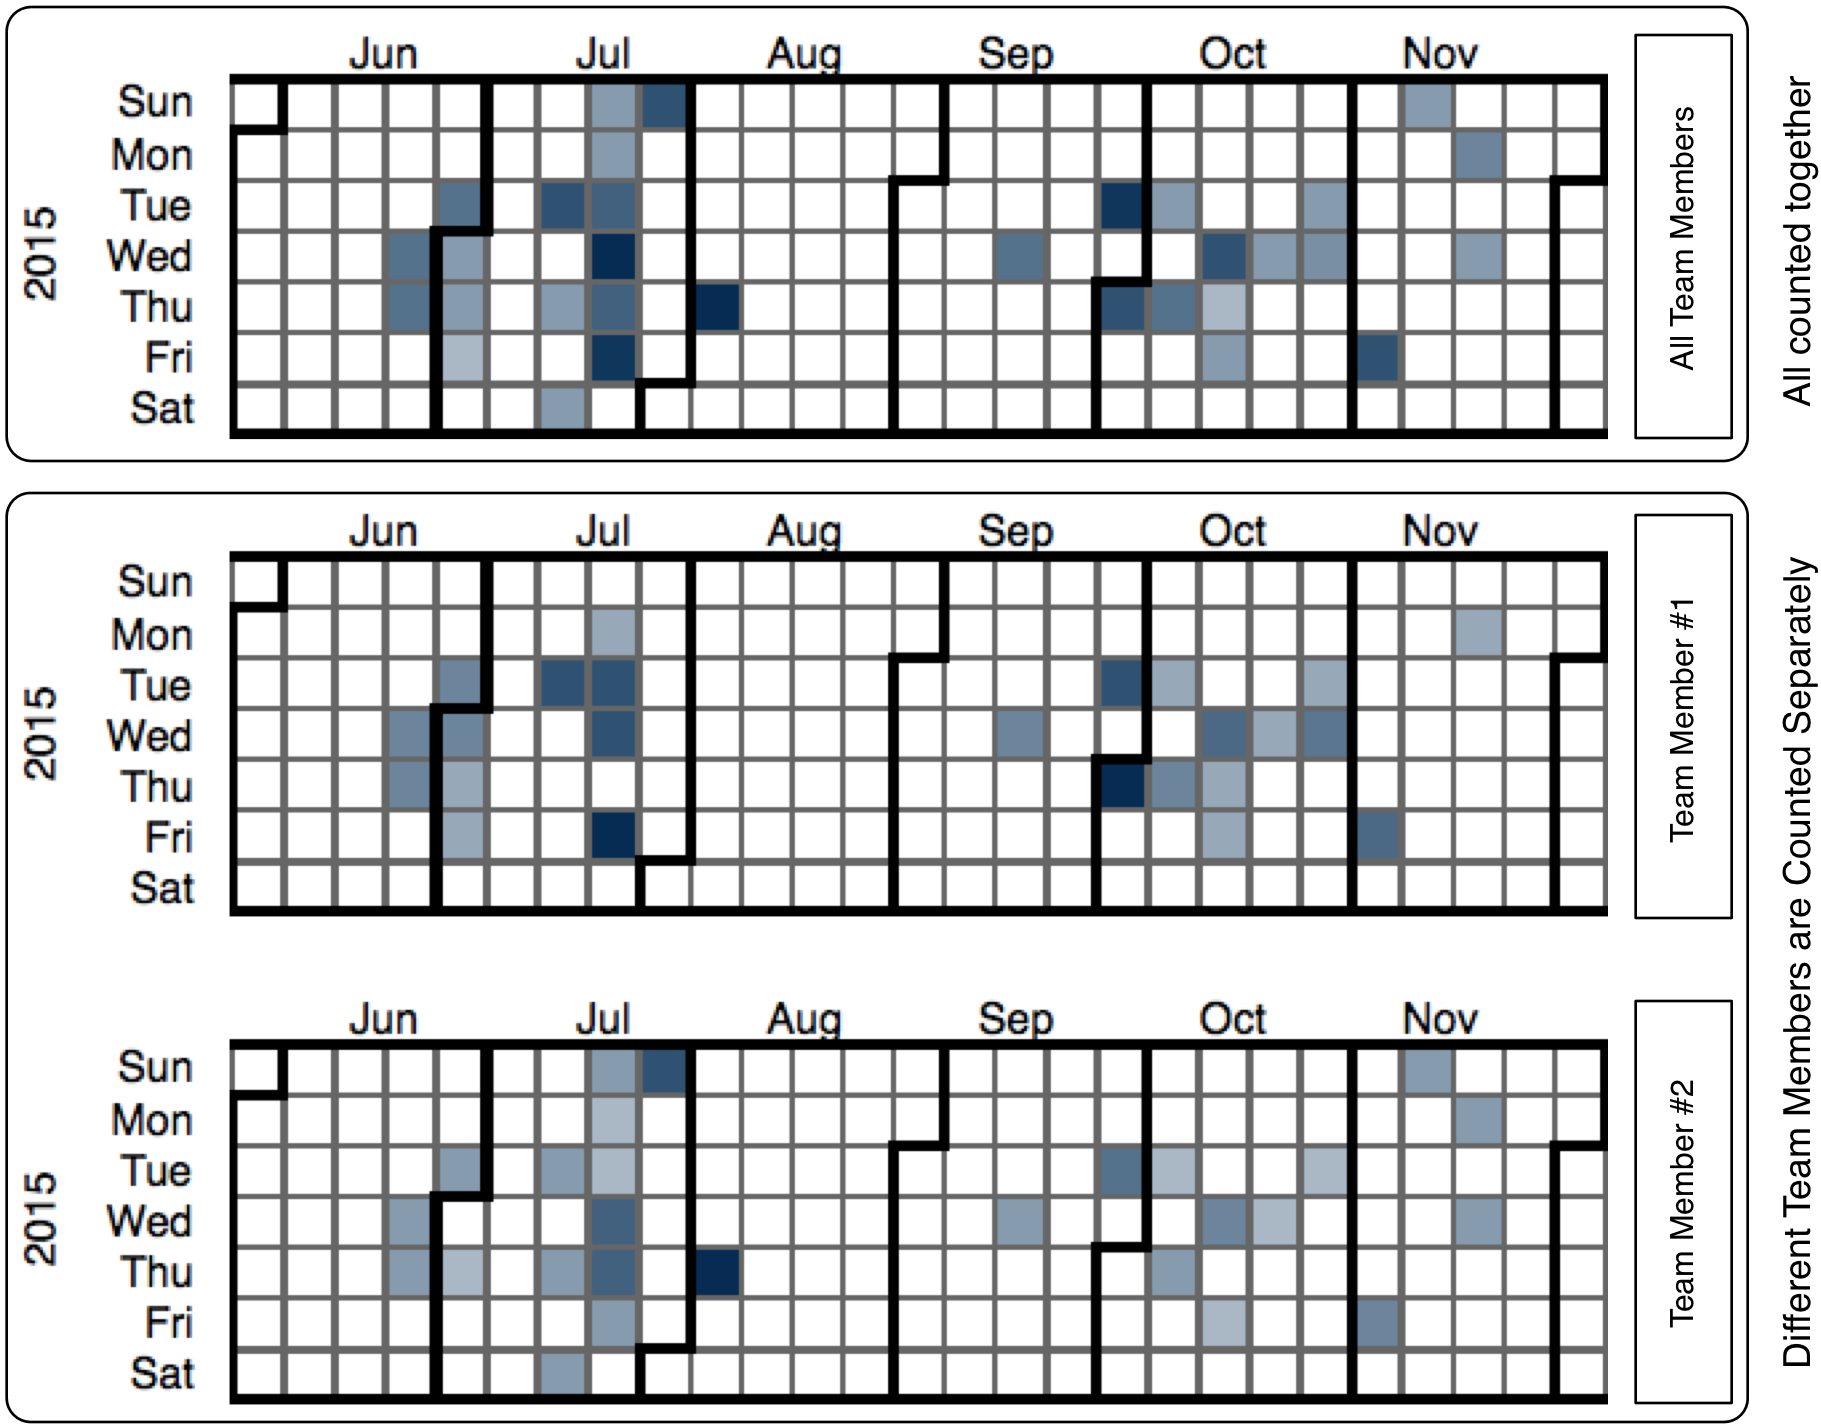 Jun Jul Aug Sep Oct Nov
Sun
Mon
Tue
Wed
Thu
Fri
Sat
2015
All Team Members
All counted together
Jun Jul Aug Sep Oct Nov
Sun
Mon
Tue
Wed
Thu
Fri
Sat
2015
Team Member #1
Jun Jul Aug Sep Oct Nov
Sun
Mon
Tue
Wed
Thu
Fri
Sat
2015
Team Member #2
Different Team Members are Counted Separately